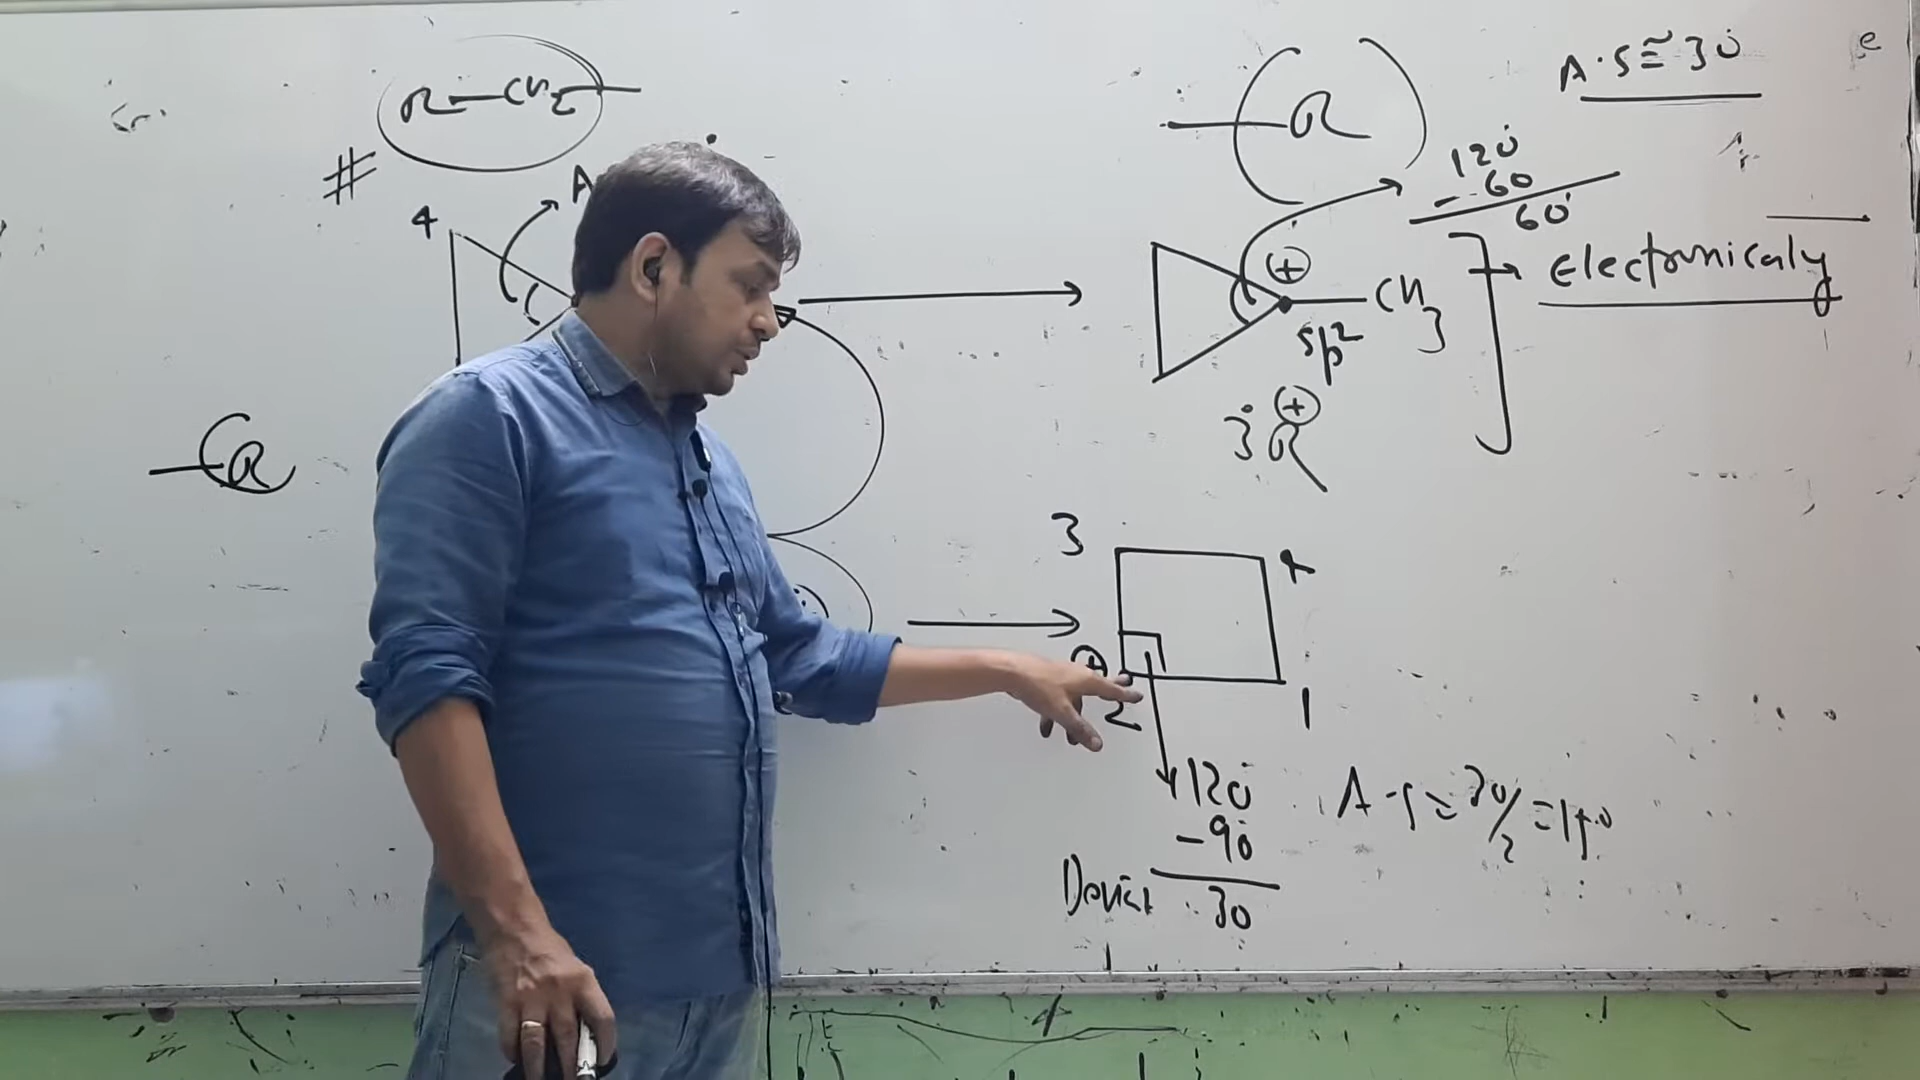 R-CH2-
#
A
4
-R
-R
A.S ≅ 30°
e
120°
- 60
60°
⊕
CH3
sp2
3° R⊕
Electronicaly
3
4
⊕
2
1
120°
- 90°
30
A.S ≅ 30/2 = 15°